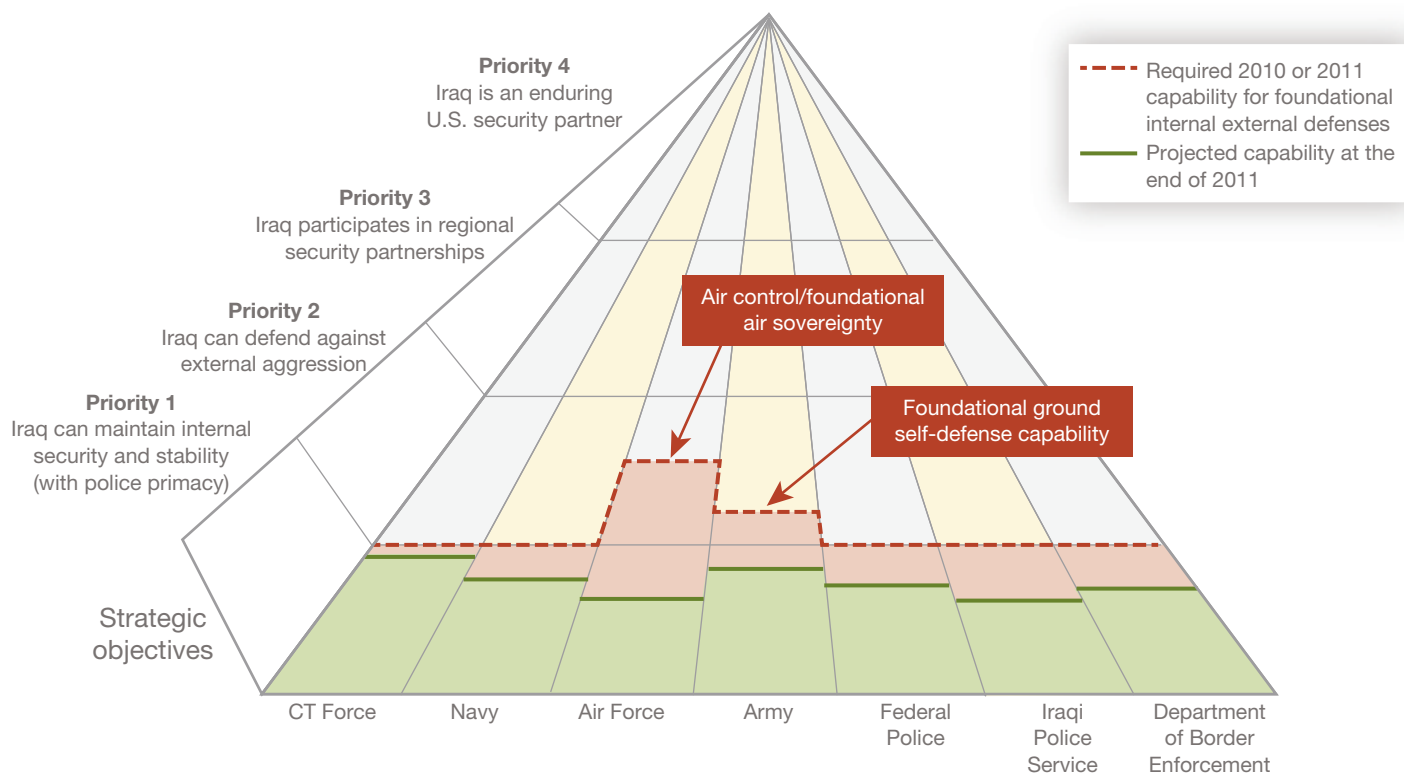 Priority 4
Iraq is an enduring
U.S. security partner
Required 2010 or 2011
capability for foundational
internal external defenses
Projected capability at the
end of 2011
Priority 3
Iraq participates in regional
security partnerships
Air control/foundational
air sovereignty
Priority 2
Iraq can defend against
external aggression
Priority 1
Iraq can maintain internal
security and stability
(with police primacy)
Foundational ground
self-defense capability
Strategic
objectives
CT Force
Navy
Air Force
Army
Federal
Police
Iraqi
Police
Service
Department
of Border
Enforcement